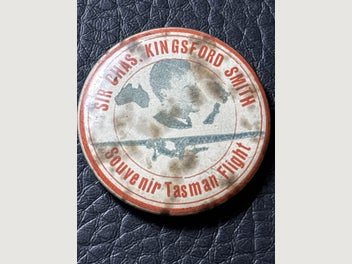 SIR CHAS. KINGSFORD SMITH
Souvenir Tasman Flight